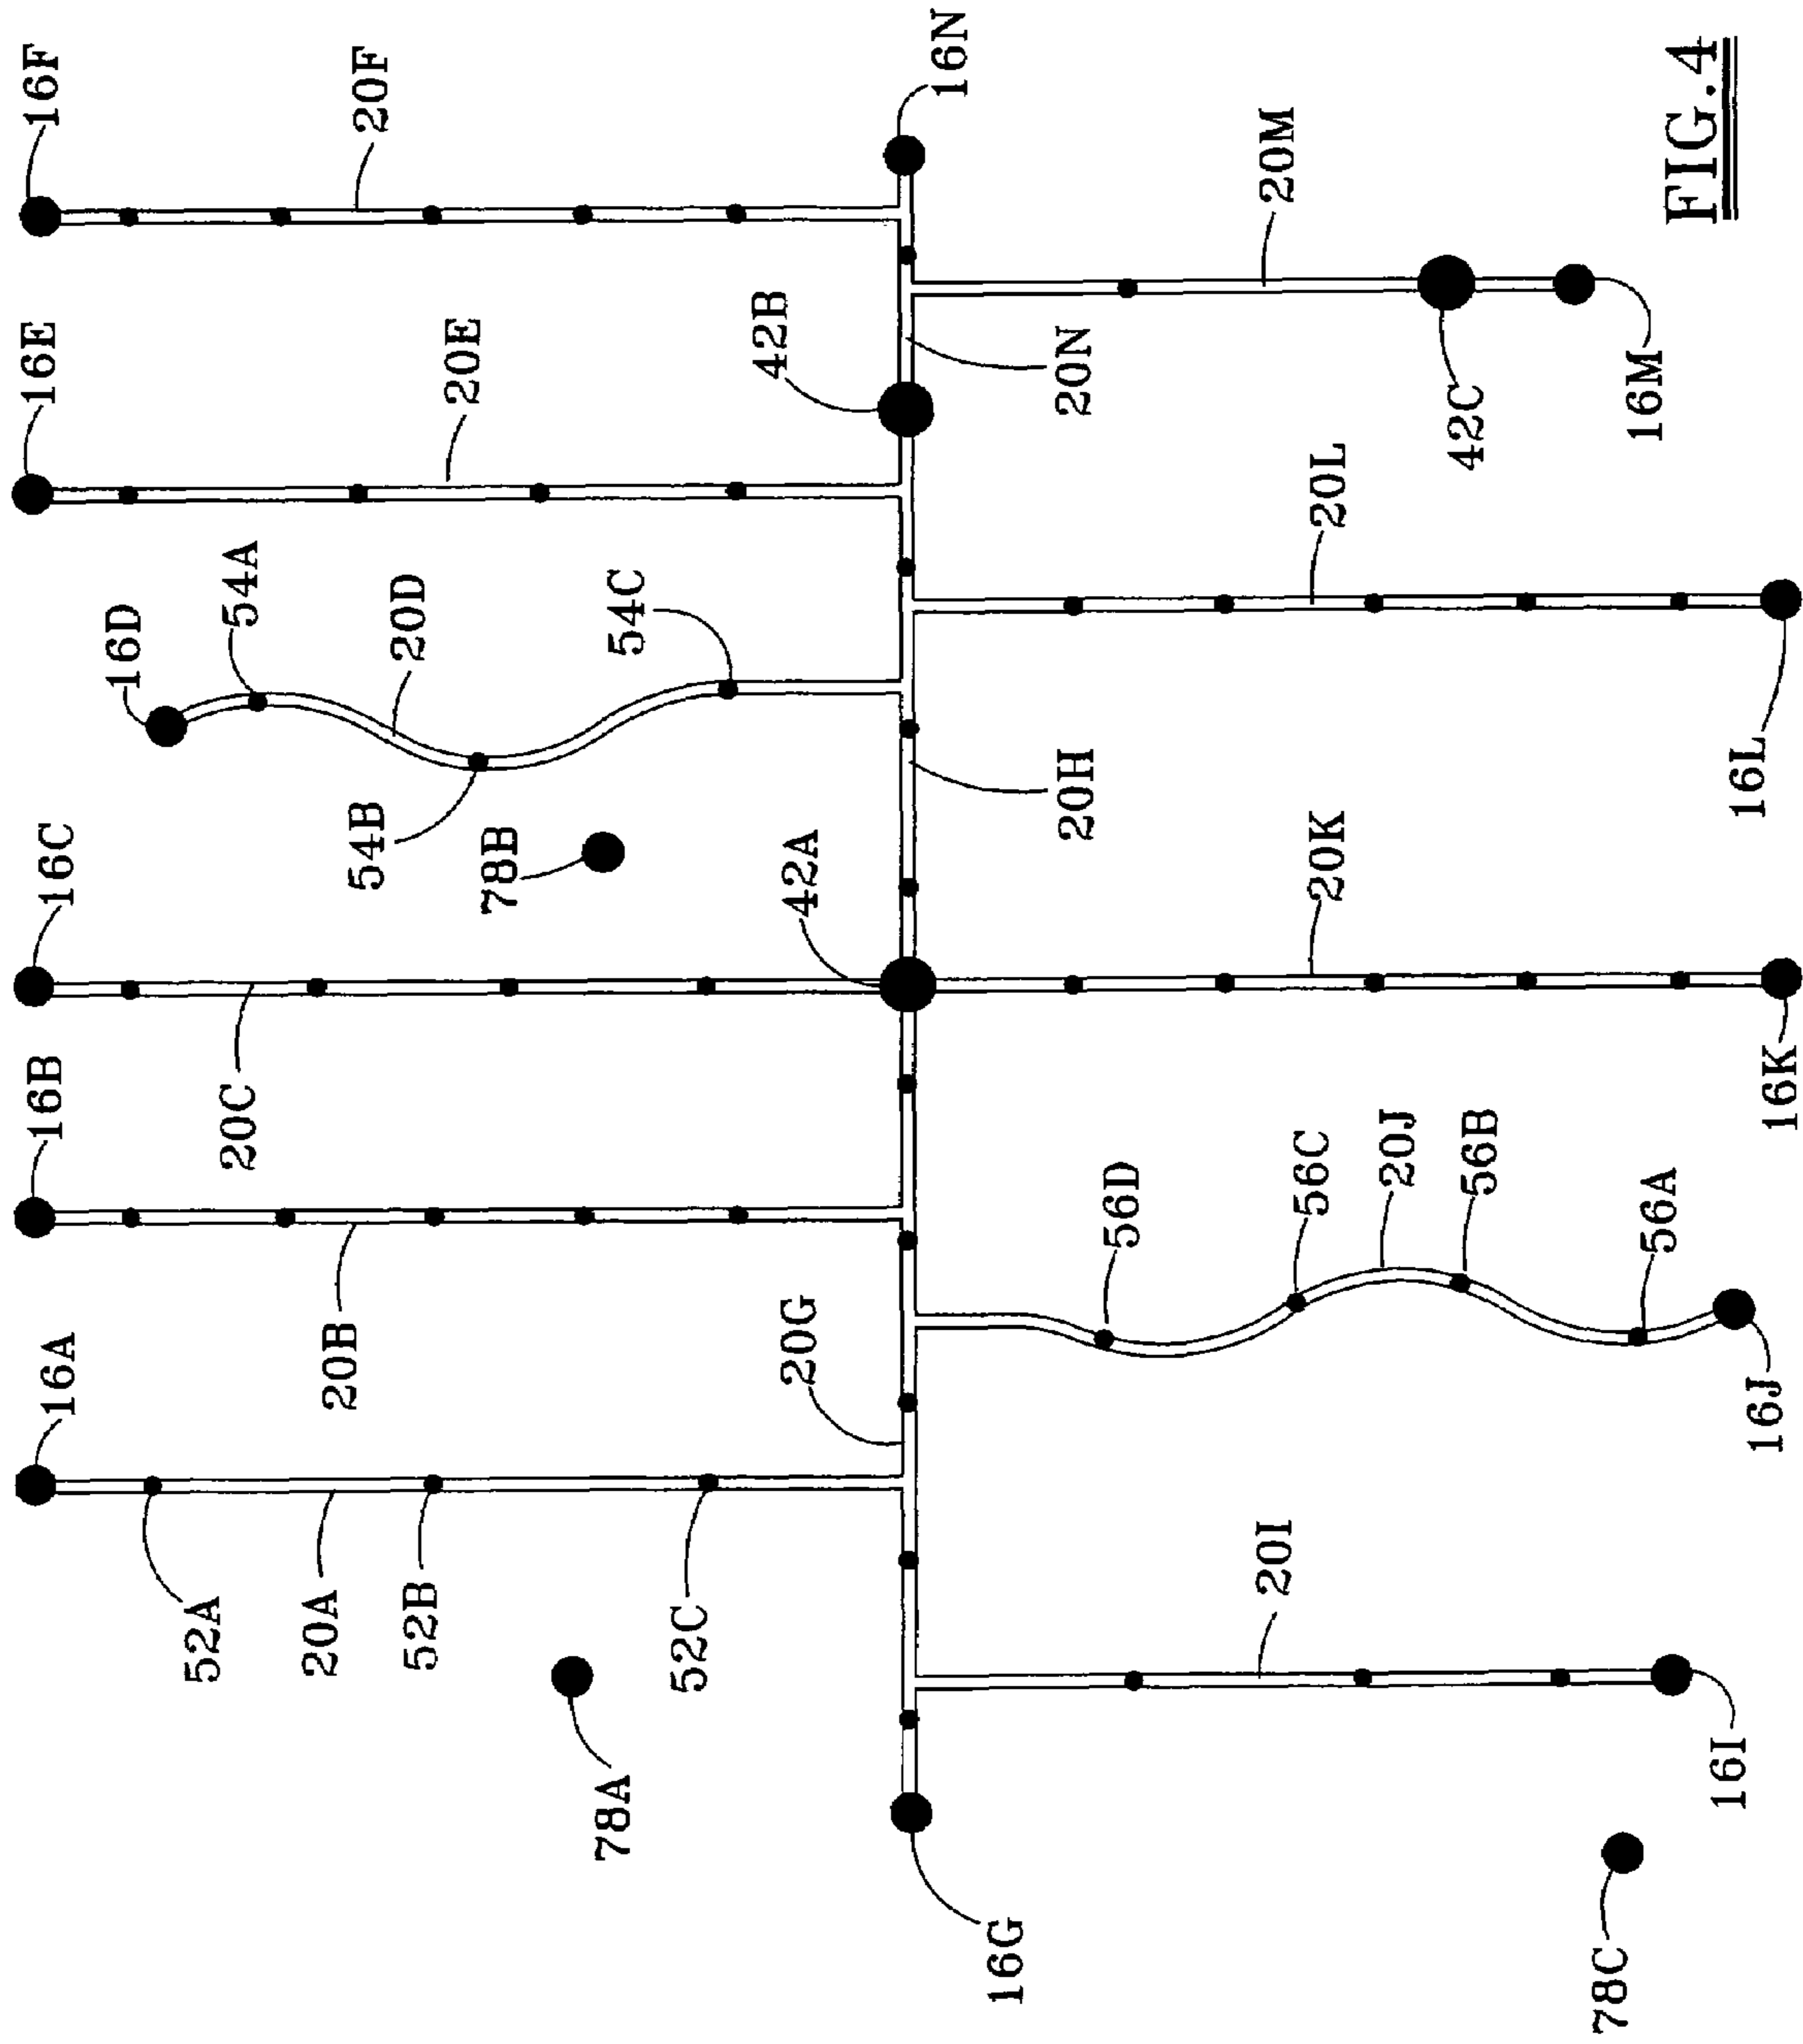 16F
20F
16N
16E
20E
42B
20N
20M
42C
16M
FIG.4
16D
54A
20D
54C
54B
20L
16L
16C
78B
42A
20H
20K
20C
16K
16B
20B
56D
56C
20J
56B
56A
16J
16A
20G
52A
20A
52B
52C
20I
78A
16I
16G
78C